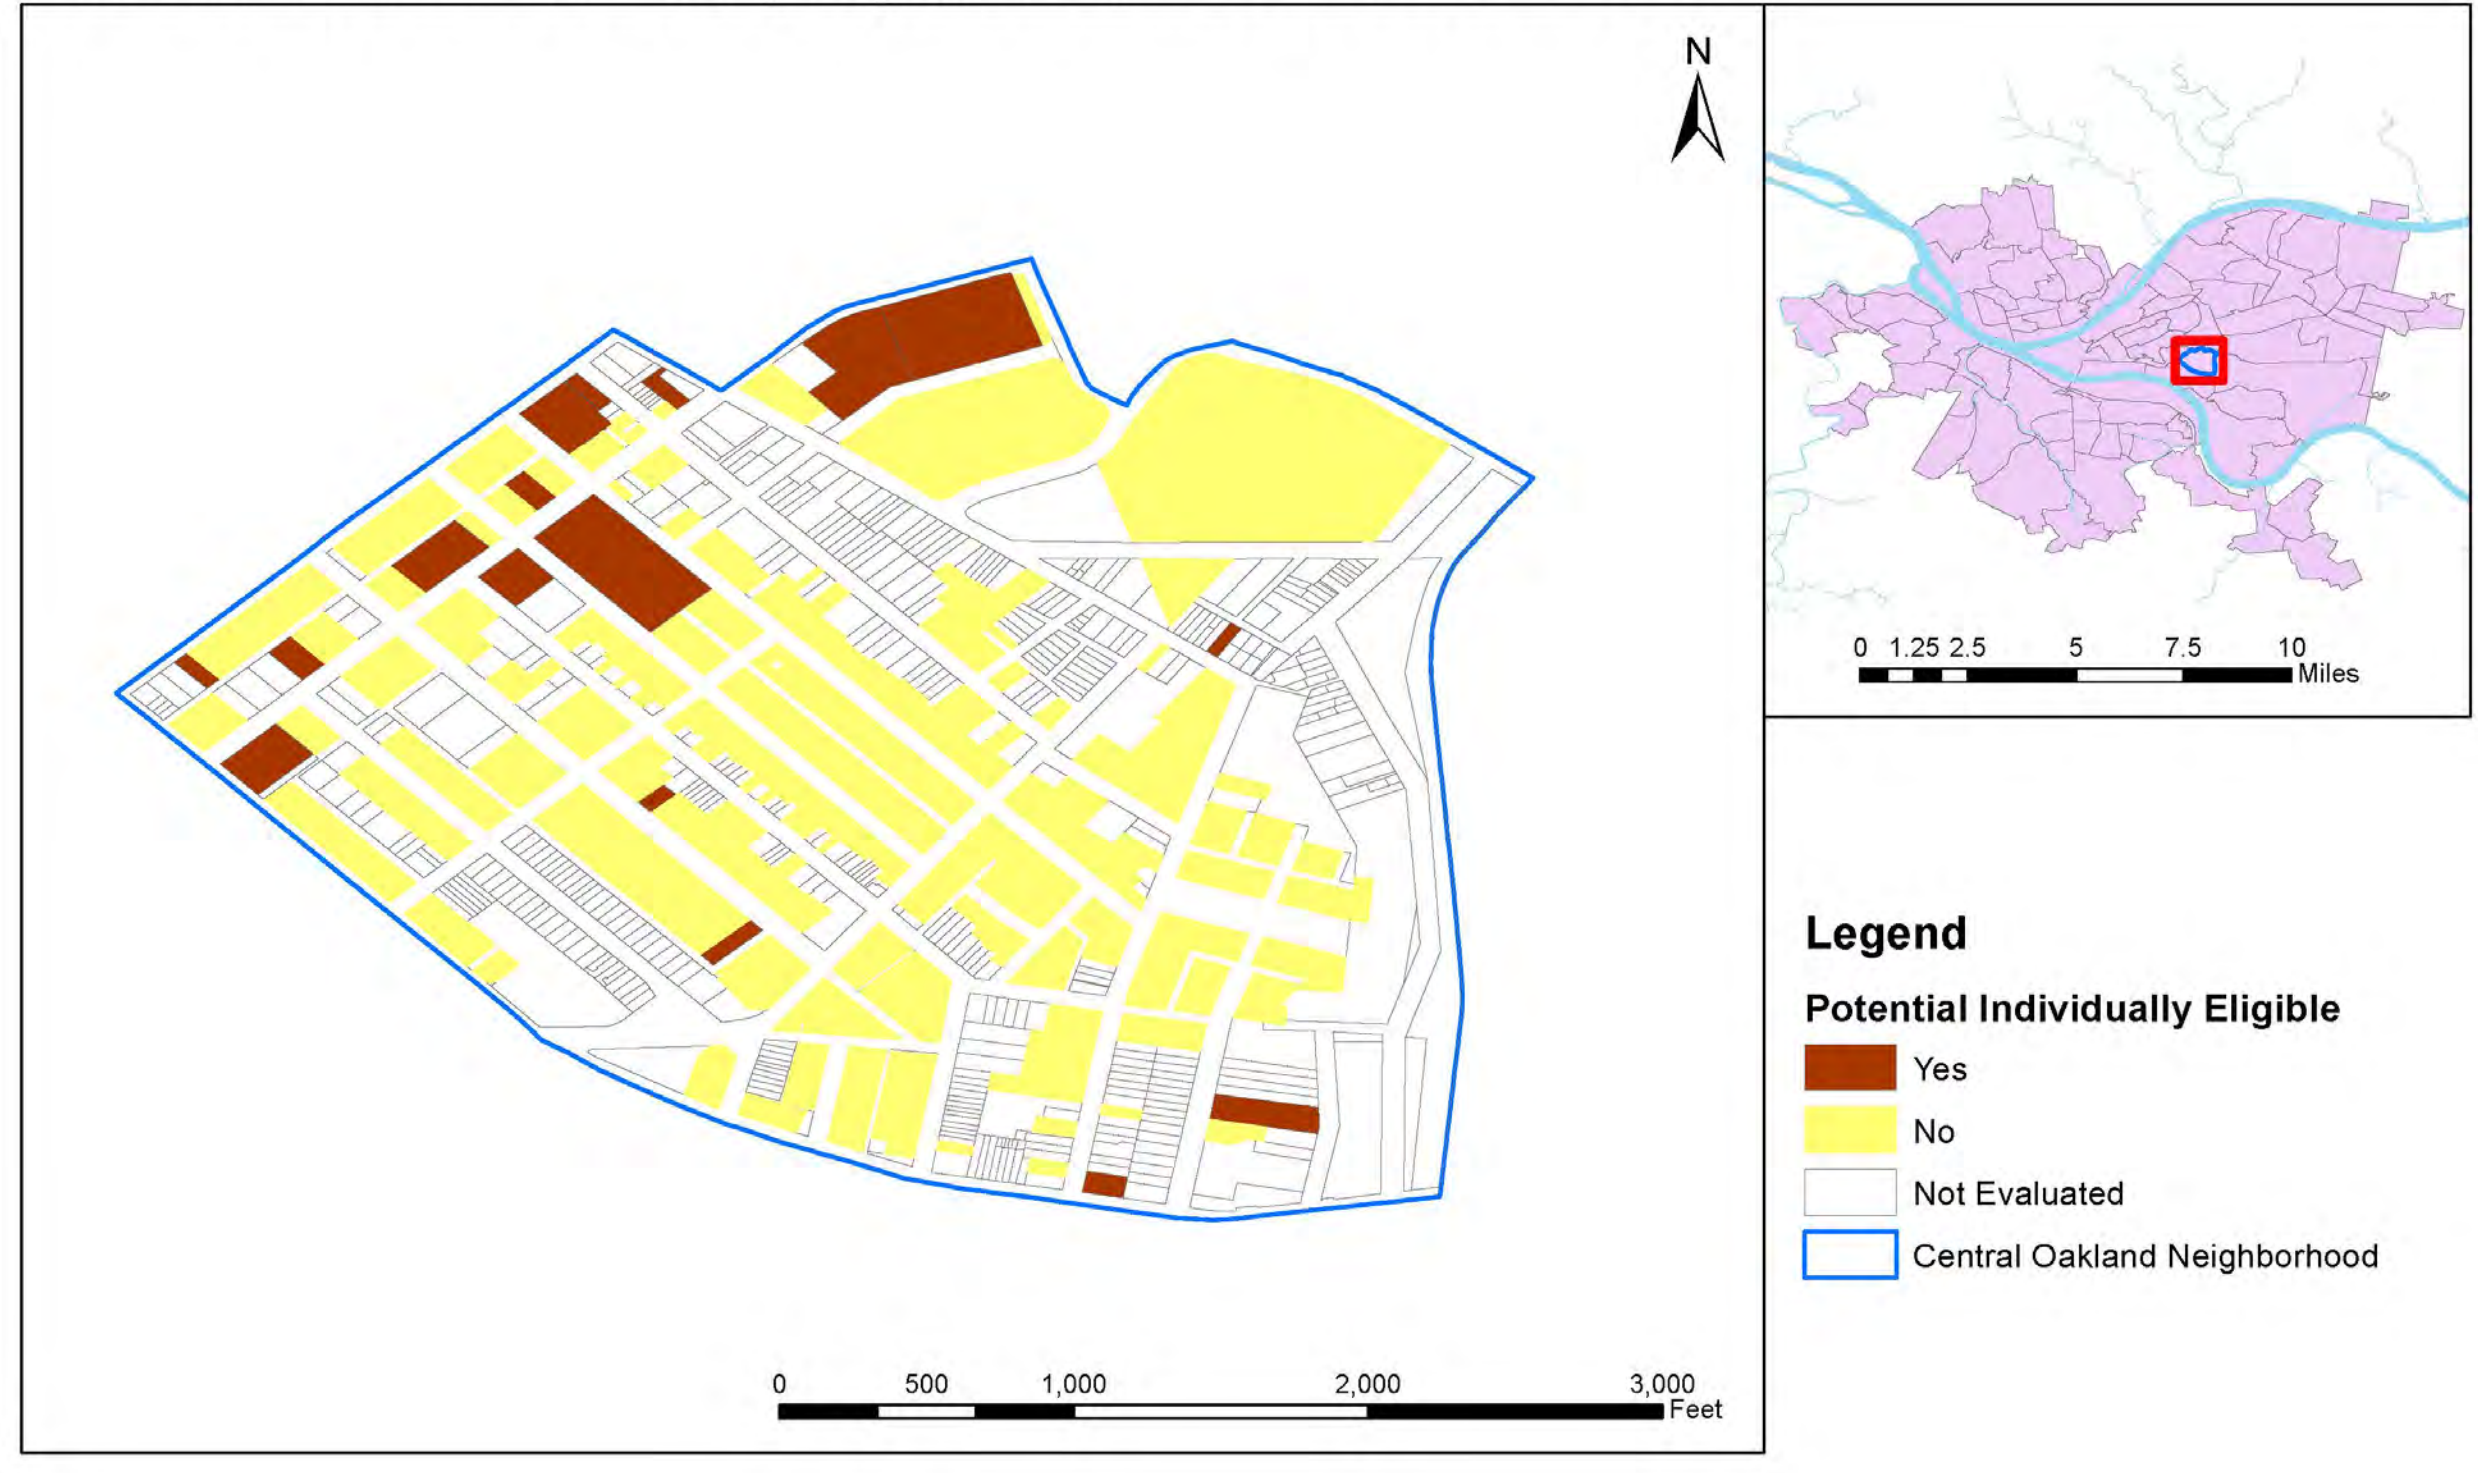 N
0 500 1,000 2,000 3,000
Feet
0 1.25 2.5 5 7.5 10
Miles
Legend
Potential Individually Eligible
Yes
No
Not Evaluated
Central Oakland Neighborhood